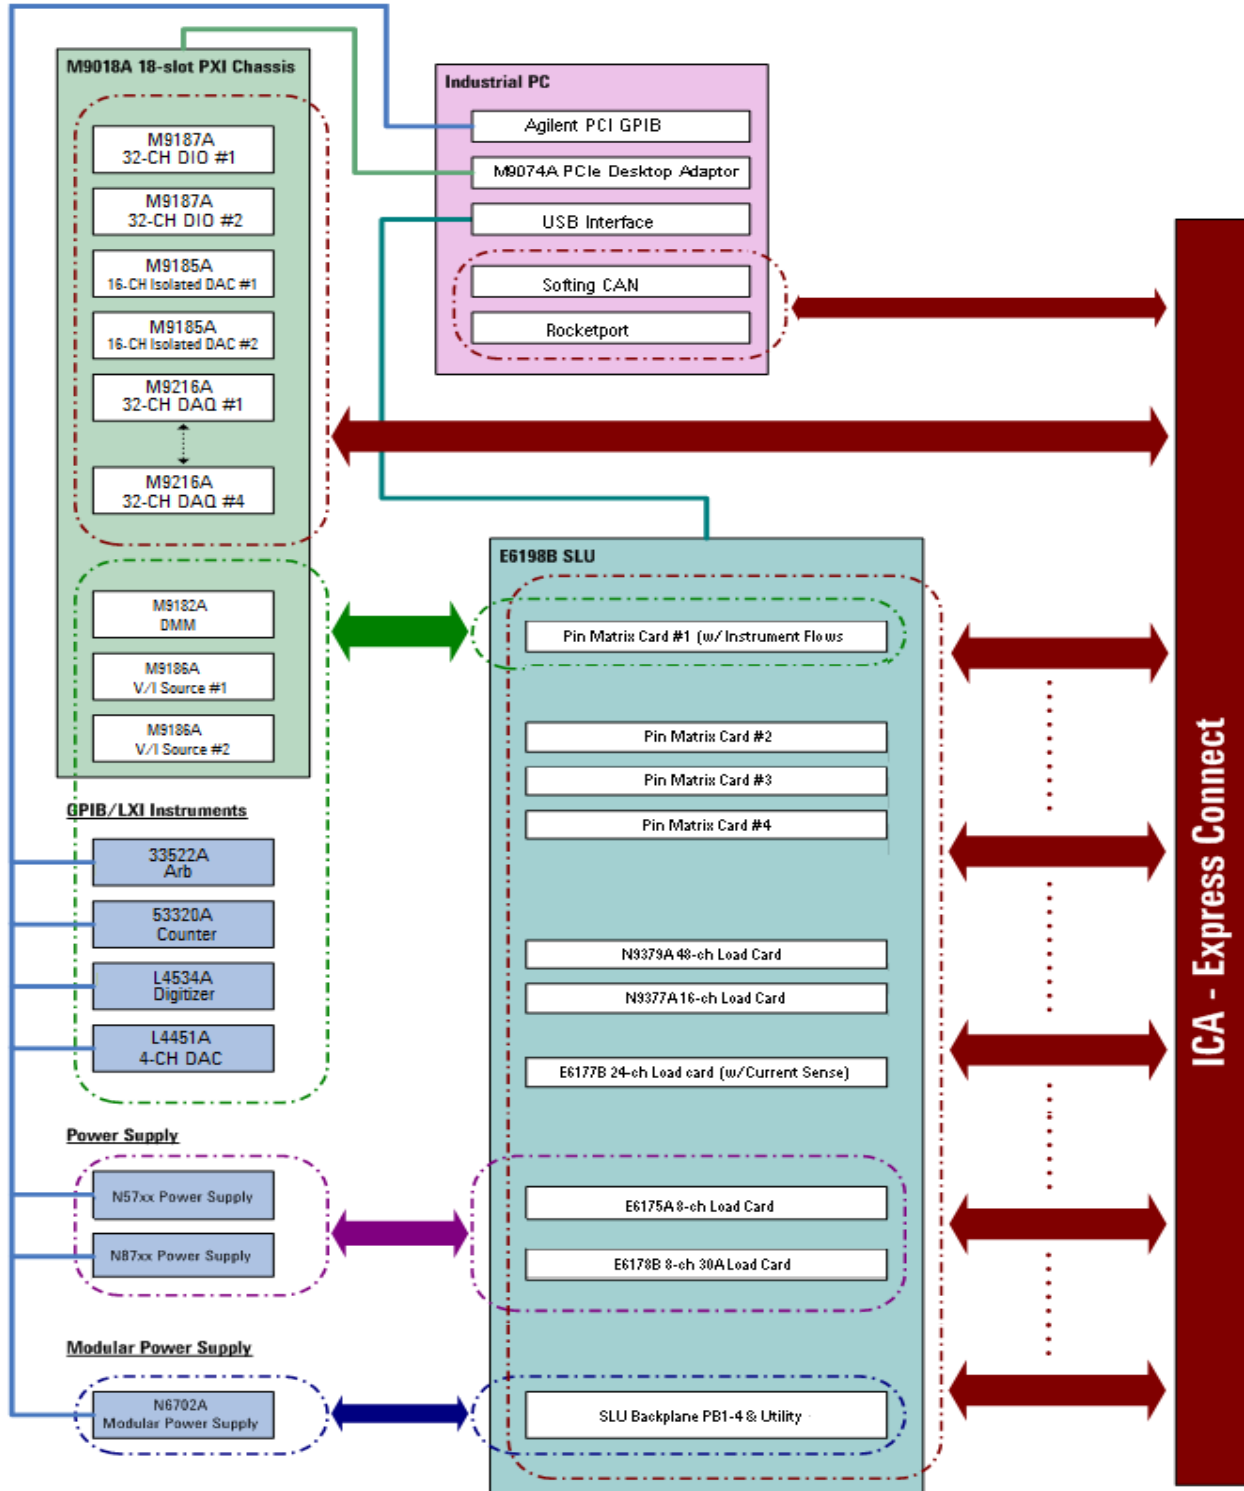 M9018A 18-slot PXI Chassis
M9187A
32-CH DIO #1
M9187A
32-CH DIO #2
M9185A
16-CH Isolated DAC #1
M9185A
16-CH Isolated DAC #2
M9216A
32-CH DAQ #1
M9216A
32-CH DAQ #4
M9182A
DMM
M9186A
V/I Source #1
M9186A
V/I Source #2
GPIB/LXI Instruments
33522A
Arb
53320A
Counter
L4534A
Digitizer
L4451A
4-CH DAC
Power Supply
N57xx Power Supply
N87xx Power Supply
Modular Power Supply
N6702A
Modular Power Supply
Industrial PC
Agilent PCI GPIB
M9074A PCIe Desktop Adaptor
USB Interface
Softing CAN
Rocketport
E6198B SLU
Pin Matrix Card #1 (w/ Instrument Flows
Pin Matrix Card #2
Pin Matrix Card #3
Pin Matrix Card #4
N9379A 48-ch Load Card
N9377A 16-ch Load Card
E6177B 24-ch Load card (w/Current Sense)
E6175A 8-ch Load Card
E6178B 8-ch 30A Load Card
SLU Backplane PB1-4 & Utility
ICA - Express Connect